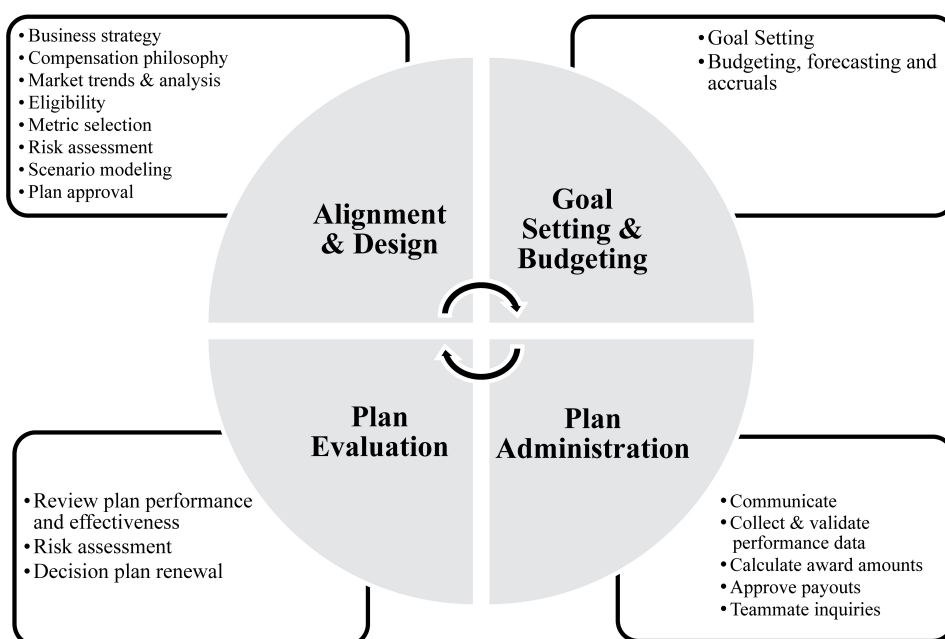 • Business strategy
• Compensation philosophy
• Market trends & analysis
• Eligibility
• Metric selection
• Risk assessment
• Scenario modeling
• Plan approval
• Goal Setting
• Budgeting, forecasting and
accruals
Alignment
& Design
Goal
Setting &
Budgeting
Plan
Evaluation
Plan
Administration
• Review plan performance
and effectiveness
• Risk assessment
• Decision plan renewal
• Communicate
• Collect & validate
performance data
• Calculate award amounts
• Approve payouts
• Teammate inquiries